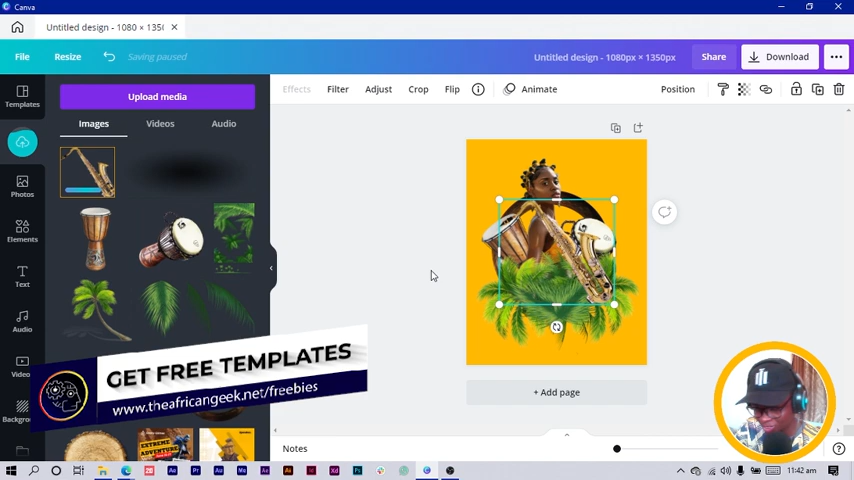 Canva
Untitled design - 1080 × 135(
File
Resize
Saving paused
Untitled design - 1080px × 1350px
Share
Download
Templates
Upload media
Effects
Filter
Adjust
Crop
Flip
Animate
Position
Images
Videos
Audio
Photos
Elements
Text
Audio
Video
Backgro
GET FREE TEMPLATES
www.theafricangeek.net/freebies
+ Add page
Notes
11:42 am